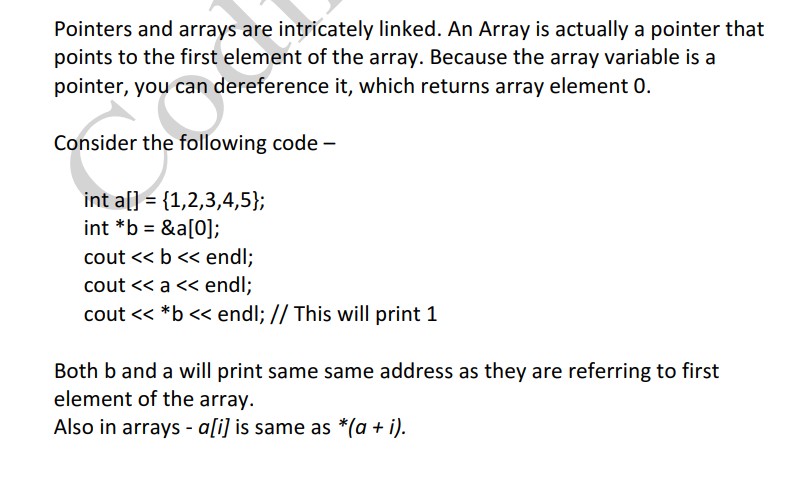 Pointers and arrays are intricately linked. An Array is actually a pointer that
points to the first element of the array. Because the array variable is a
pointer, you can dereference it, which returns array element 0.
Consider the following code –
int a[] = {1,2,3,4,5};
int *b = &a[0];
cout << b << endl;
cout << a << endl;
cout << *b << endl; // This will print 1
Both b and a will print same same address as they are referring to first
element of the array.
Also in arrays - a[i] is same as *(a + i).